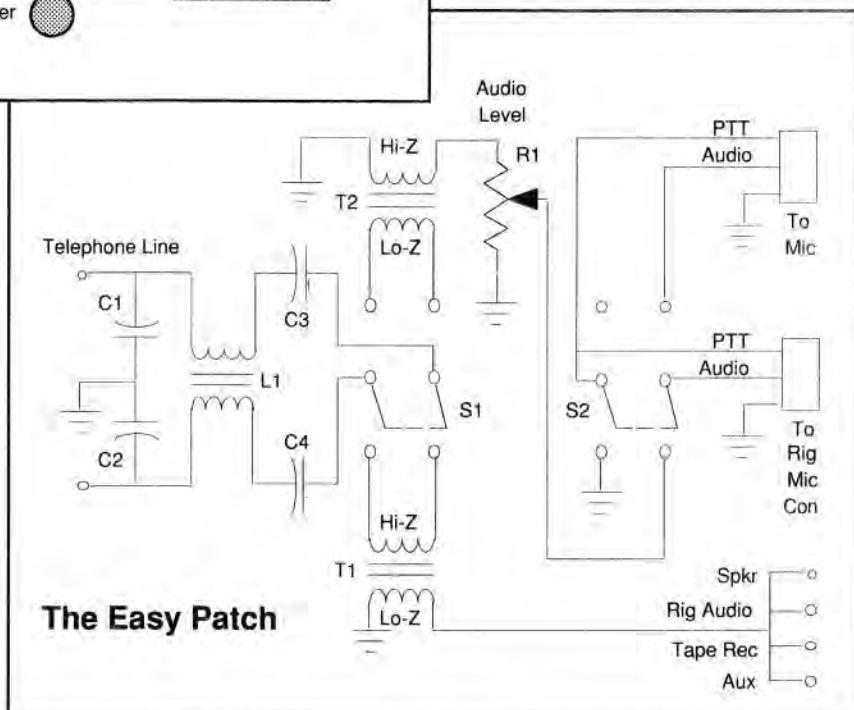 er
Audio
Level
PTT
Audio
Hi-Z
R1
T2
To
Mic
Telephone Line
Lo-Z
C1
C3
PTT
Audio
L1
S1
S2
C2
C4
To
Rig
Mic
Con
Hi-Z
T1
Spkr
The Easy Patch
Lo-Z
Rig Audio
Tape Rec
Aux